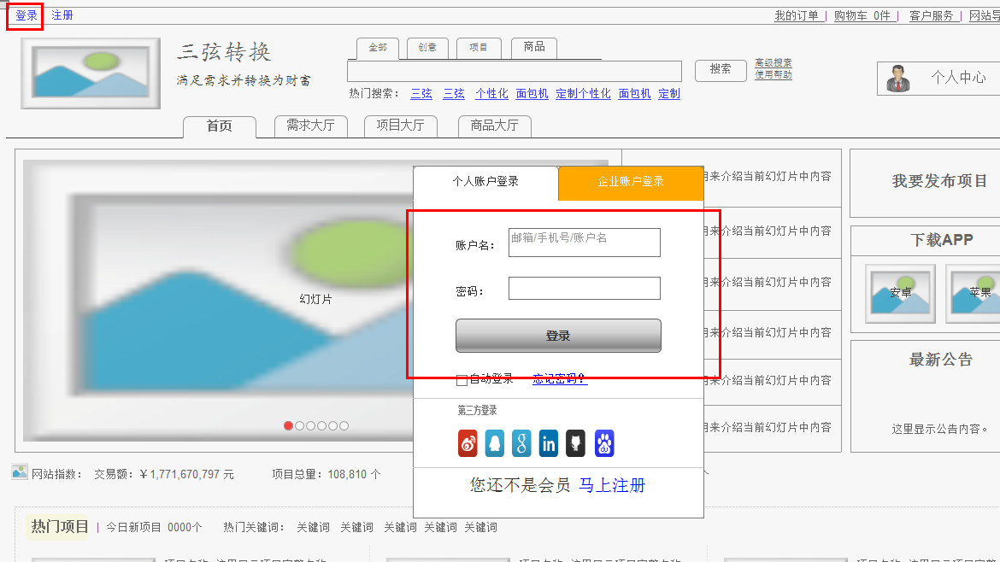 登录 注册 我的订单 | 购物车 0件 | 客户服务 | 网站导
三弦转换
满足需求并转换为财富
全部 创意 项目 商品
搜索 高级搜索
使用帮助
个人中心
热门搜索： 三弦 三弦 个性化 面包机 定制个性化 面包机 定制
首页 需求大厅 项目大厅 商品大厅
幻灯片
个人账户登录 企业账户登录
账户名： 邮箱/手机号/账户名
密码：
登录
自动登录 忘记密码？
第三方登录
您还不是会员 马上注册
用来介绍当前幻灯片中内容
用来介绍当前幻灯片中内容
用来介绍当前幻灯片中内容
用来介绍当前幻灯片中内容
用来介绍当前幻灯片中内容
用来介绍当前幻灯片中内容
我要发布项目
下载APP
安卓 苹果
最新公告
这里显示公告内容。
网站指数： 交易额：￥1,771,670,797 元 项目总量：108,810 个
热门项目 | 今日新项目 0000个 热门关键词： 关键词 关键词 关键词 关键词 关键词